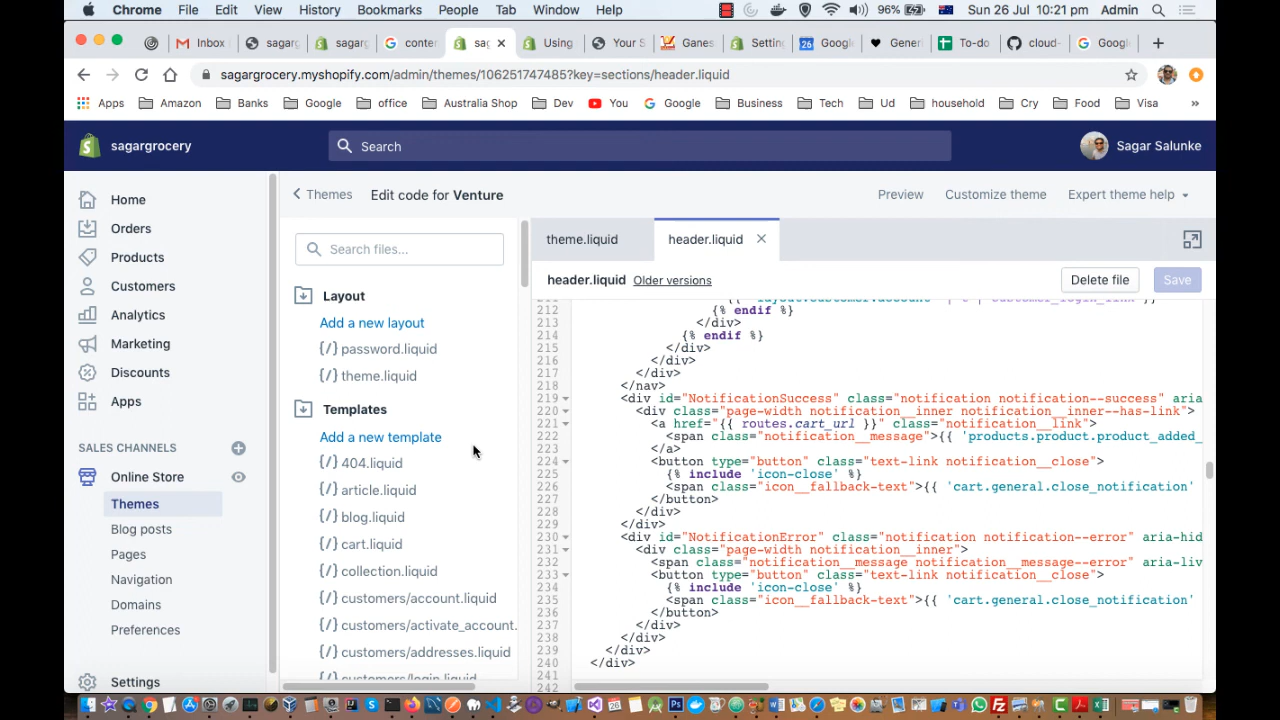 Chrome File Edit View History Bookmarks People Tab Window Help 96% Sun 26 Jul 10:21 pm Admin
Inbox sagar sagarg conter sag Using Your S Ganes Settin Googl Generi To-do cloud- Googl
sagargrocery.myshopify.com/admin/themes/106251747485?key=sections/header.liquid
Apps Amazon Banks Google office Australia Shop Dev You Google Business Tech Ud household Cry Food Visa »
sagargrocery
Search
Sagar Salunke
Home
Orders
Products
Customers
Analytics
Marketing
Discounts
Apps
SALES CHANNELS
Online Store
Themes
Blog posts
Pages
Navigation
Domains
Preferences
Settings
Themes
Edit code for Venture
Preview Customize theme Expert theme help
Search files...
Layout
Add a new layout
{/} password.liquid
{/} theme.liquid
Templates
Add a new template
{/} 404.liquid
{/} article.liquid
{/} blog.liquid
{/} cart.liquid
{/} collection.liquid
{/} customers/account.liquid
{/} customers/activate_account.
{/} customers/addresses.liquid
{/} customers/login.liquid
theme.liquid header.liquid
header.liquid Older versions
Delete file Save
212 {% endif %}
213 </div>
214 {% endif %}
215 </div>
216 </div>
217 </div>
218 </nav>
219 <div id="NotificationSuccess" class="notification notification--success" aria
220 <div class="page-width notification__inner notification__inner--has-link">
221 <a href="{{ routes.cart_url }}" class="notification__link">
222 <span class="notification__message">{{ 'products.product.product_added_
223 </a>
224 <button type="button" class="text-link notification__close">
225 {% include 'icon-close' %}
226 <span class="icon__fallback-text">{{ 'cart.general.close_notification'
227 </button>
228 </div>
229 </div>
230 <div id="NotificationError" class="notification notification--error" aria-hid
231 <div class="page-width notification__inner">
232 <span class="notification__message notification__message--error" aria-liv
233 <button type="button" class="text-link notification__close">
234 {% include 'icon-close' %}
235 <span class="icon__fallback-text">{{ 'cart.general.close_notification'
236 </button>
237 </div>
238 </div>
239 </div>
240 </div>
241
242